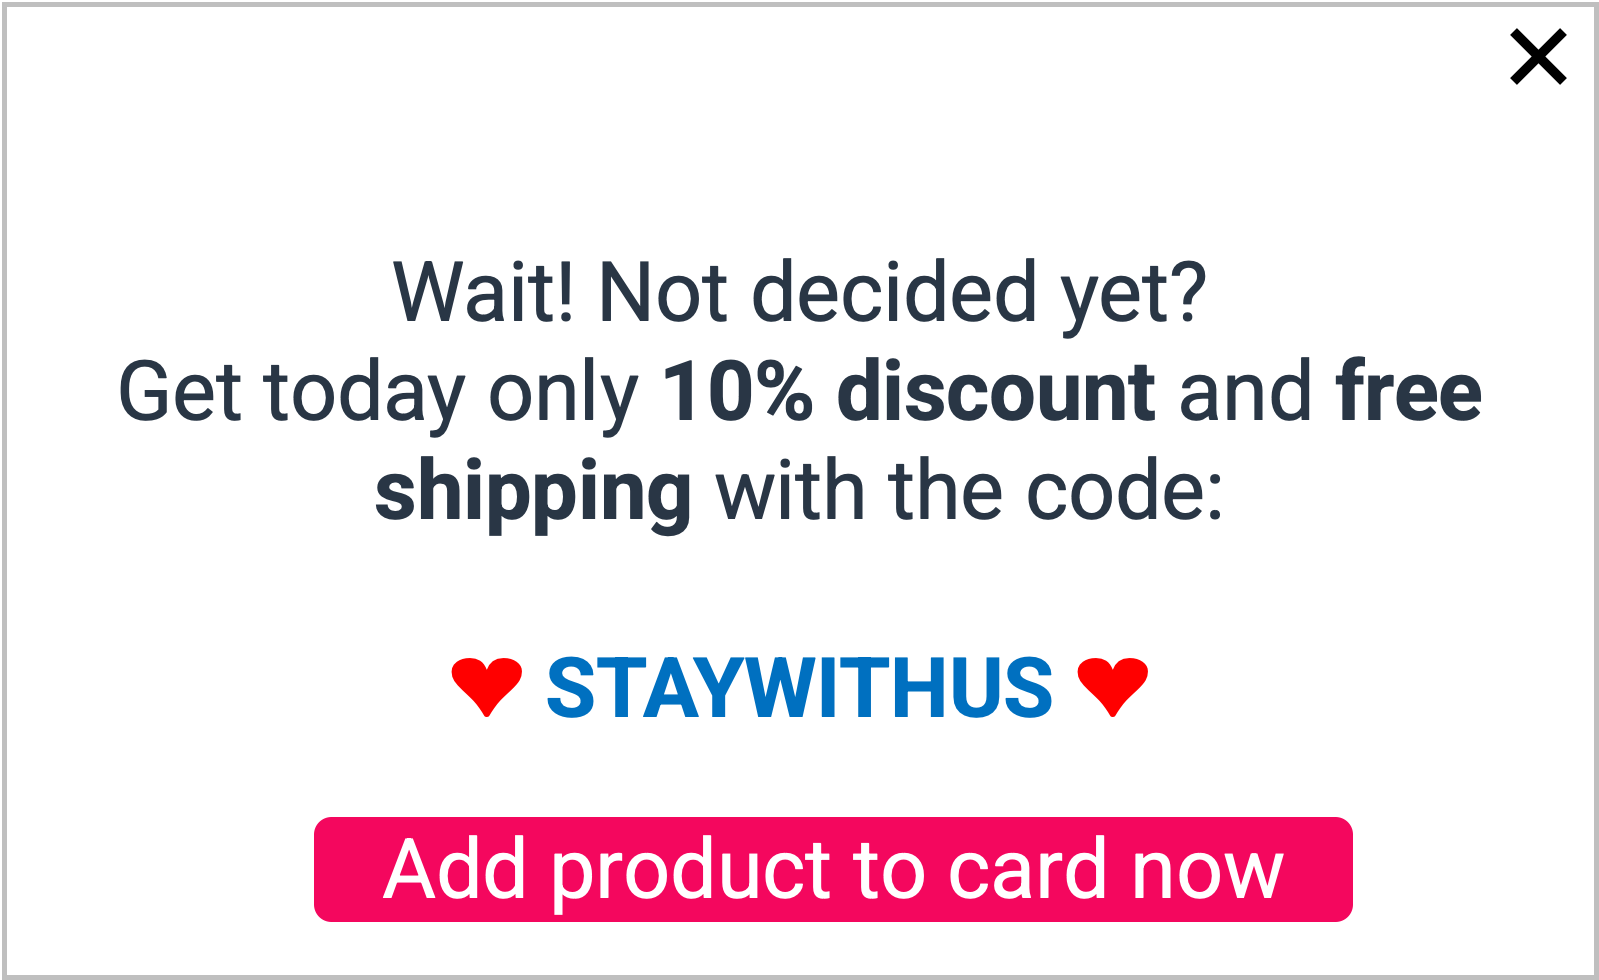 Wait! Not decided yet?
Get today only 10% discount and free
shipping with the code:
❤ STAYWITHUS ❤
Add product to card now